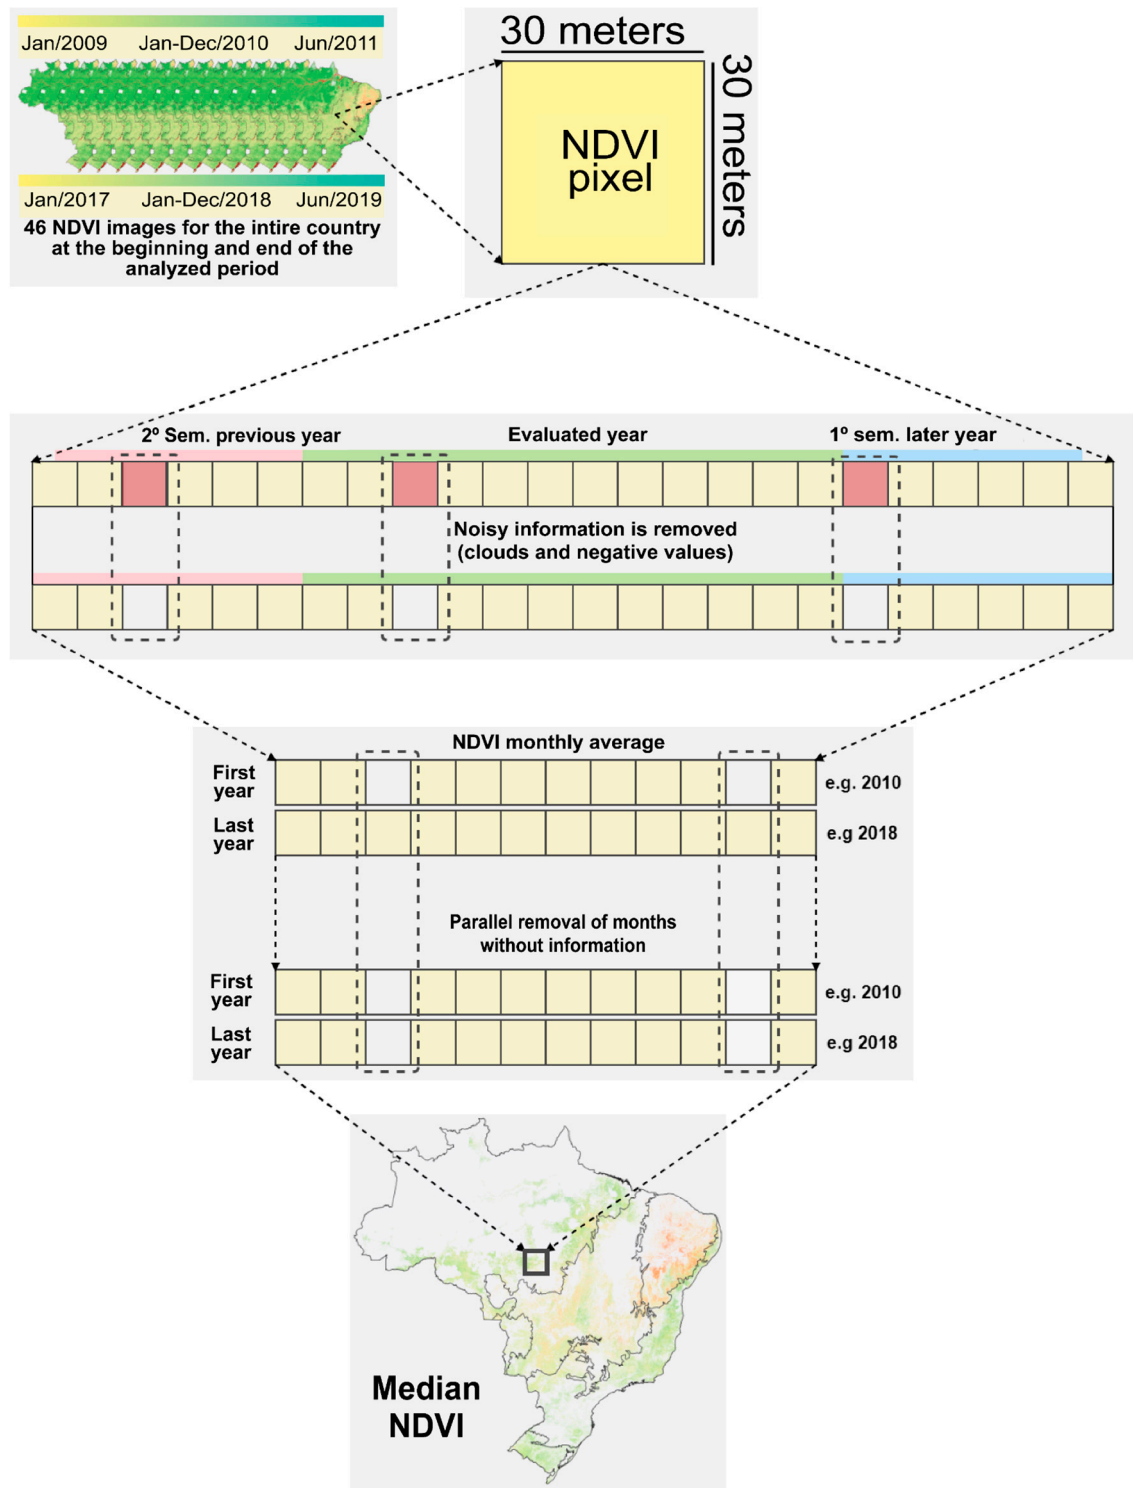 Jan/2009 Jan-Dec/2010 Jun/2011
Jan/2017 Jan-Dec/2018 Jun/2019
46 NDVI images for the intire country
at the beginning and end of the
analyzed period
30 meters
30 meters
NDVI
pixel
2º Sem. previous year Evaluated year 1º sem. later year
Noisy information is removed
(clouds and negative values)
NDVI monthly average
First
year
e.g. 2010
Last
year
e.g 2018
Parallel removal of months
without information
First
year
e.g. 2010
Last
year
e.g 2018
Median
NDVI